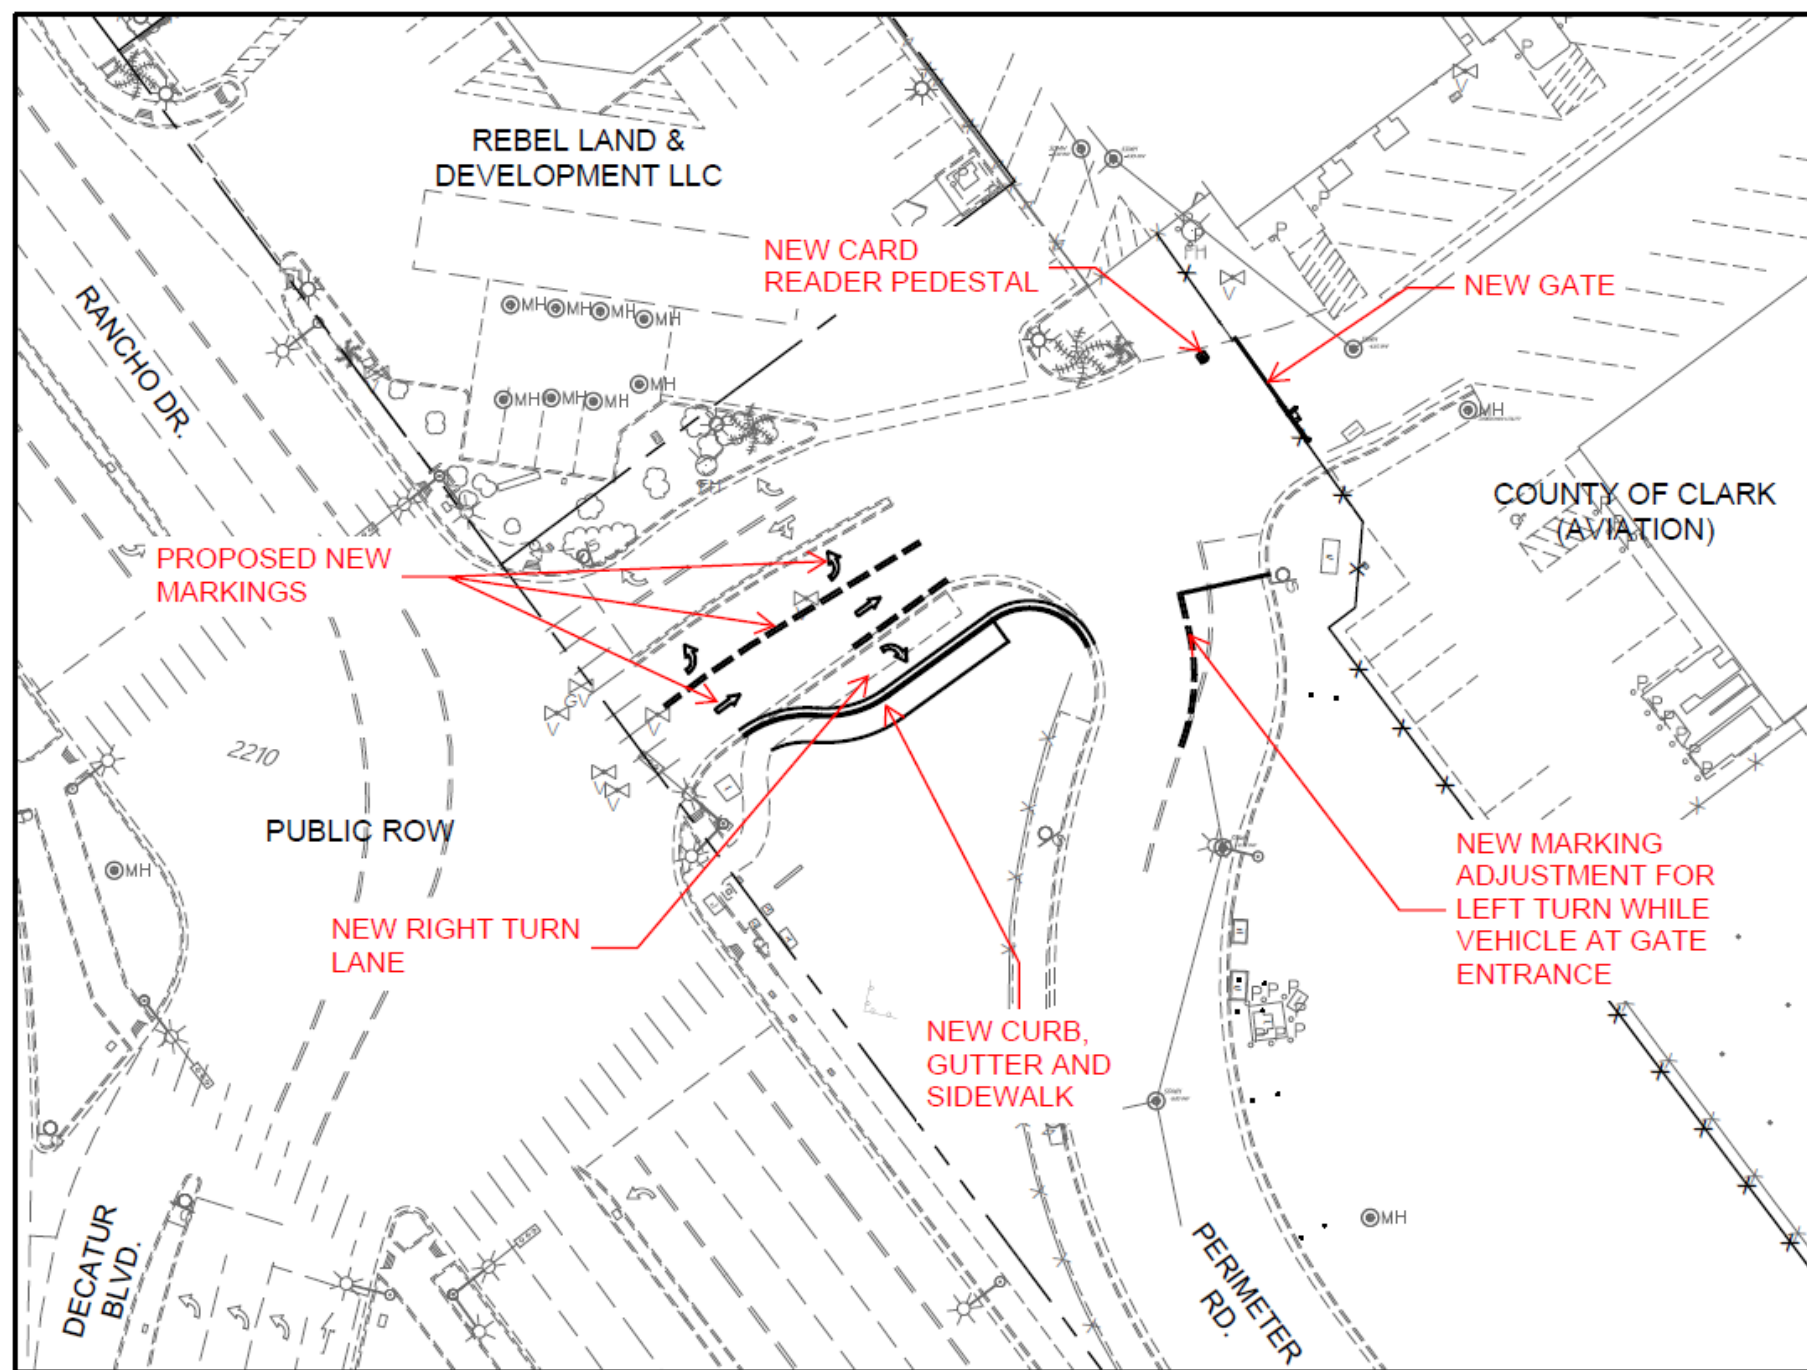 REBEL LAND &
DEVELOPMENT LLC
NEW CARD
READER PEDESTAL
NEW GATE
RANCHO DR.
MH
MH
MH
MH
MH
MH
MH
MH
MH
FH
FH
V
V
P
P
P
P
COUNTY OF CLARK
(AVIATION)
PROPOSED NEW
MARKINGS
GV
V
V
V
V
2210
PUBLIC ROW
MH
NEW RIGHT TURN
LANE
NEW CURB,
GUTTER AND
SIDEWALK
NEW MARKING
ADJUSTMENT FOR
LEFT TURN WHILE
VEHICLE AT GATE
ENTRANCE
P
P
P
P
P
P
P
P
P
P
MH
DECATUR
BLVD.
PERIMETER
RD.